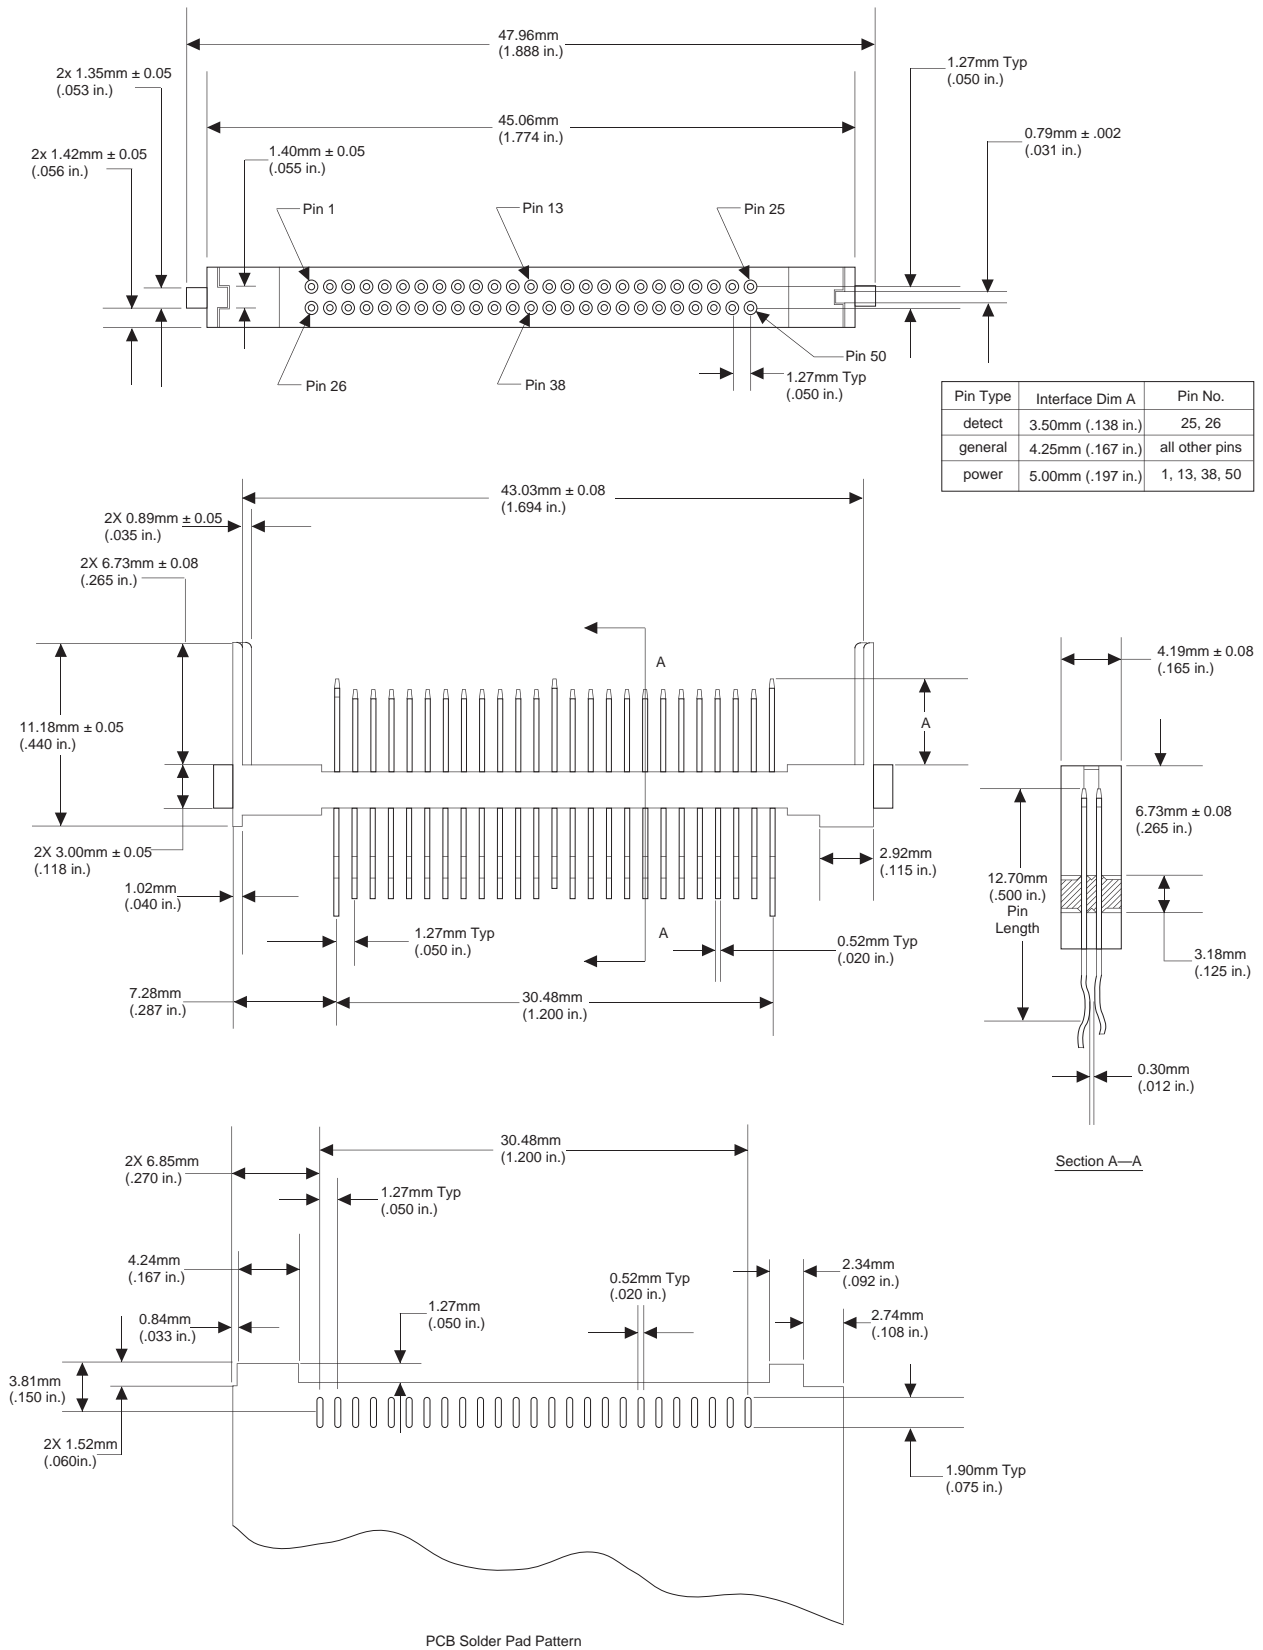 47.96mm
(1.888 in.)
2x 1.35mm ± 0.05
(.053 in.)
1.27mm Typ
(.050 in.)
45.06mm
(1.774 in.)
0.79mm ± .002
(.031 in.)
2x 1.42mm ± 0.05
(.056 in.)
1.40mm ± 0.05
(.055 in.)
Pin 1
Pin 13
Pin 25
Pin 50
Pin 26
Pin 38
1.27mm Typ
(.050 in.)
Pin Type Interface Dim A Pin No.
detect 3.50mm (.138 in.) 25, 26
general 4.25mm (.167 in.) all other pins
power 5.00mm (.197 in.) 1, 13, 38, 50
43.03mm ± 0.08
(1.694 in.)
2X 0.89mm ± 0.05
(.035 in.)
2X 6.73mm ± 0.08
(.265 in.)
A
4.19mm ± 0.08
(.165 in.)
11.18mm ± 0.05
(.440 in.)
A
6.73mm ± 0.08
(.265 in.)
2X 3.00mm ± 0.05
(.118 in.)
2.92mm
(.115 in.)
12.70mm
(.500 in.)
Pin
Length
1.02mm
(.040 in.)
1.27mm Typ
(.050 in.)
A
0.52mm Typ
(.020 in.)
3.18mm
(.125 in.)
7.28mm
(.287 in.)
30.48mm
(1.200 in.)
0.30mm
(.012 in.)
Section A—A
30.48mm
(1.200 in.)
2X 6.85mm
(.270 in.)
1.27mm Typ
(.050 in.)
4.24mm
(.167 in.)
2.34mm
(.092 in.)
0.52mm Typ
(.020 in.)
0.84mm
(.033 in.)
1.27mm
(.050 in.)
2.74mm
(.108 in.)
3.81mm
(.150 in.)
2X 1.52mm
(.060in.)
1.90mm Typ
(.075 in.)
PCB Solder Pad Pattern